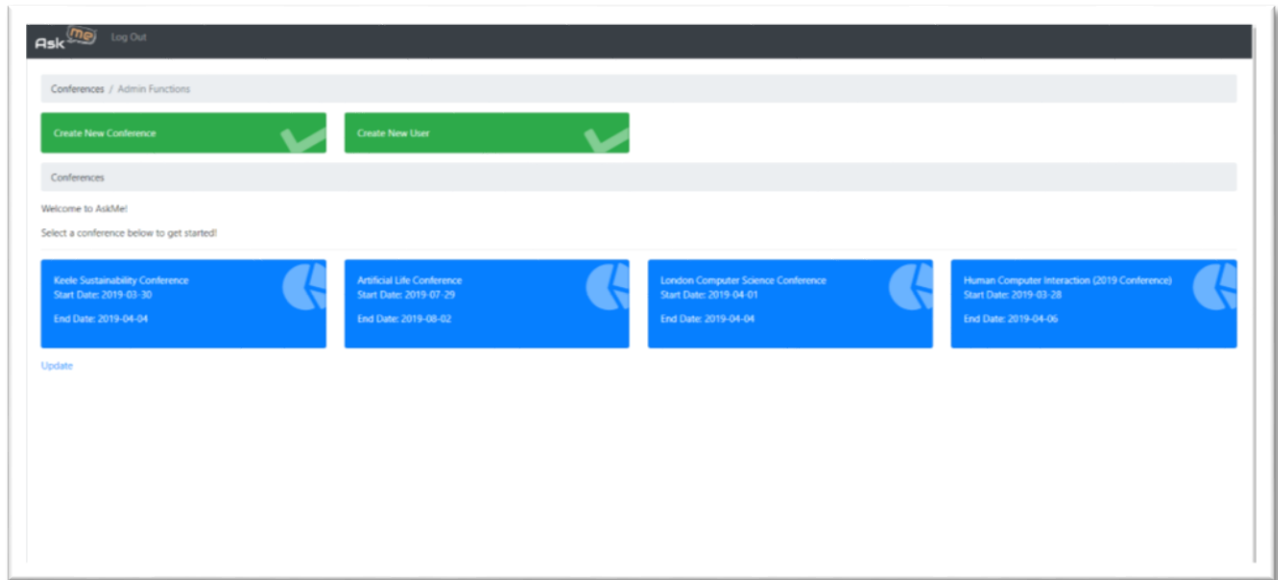 Ask me!
Log Out
Conferences / Admin Functions
Create New Conference
Create New User
Conferences
Welcome to AskMe!
Select a conference below to get started!
Keele Sustainability Conference
Start Date: 2019-03-30
End Date: 2019-04-04
Artificial Life Conference
Start Date: 2019-07-29
End Date: 2019-08-02
London Computer Science Conference
Start Date: 2019-04-01
End Date: 2019-04-04
Human Computer Interaction (2019 Conference)
Start Date: 2019-03-28
End Date: 2019-04-06
Update